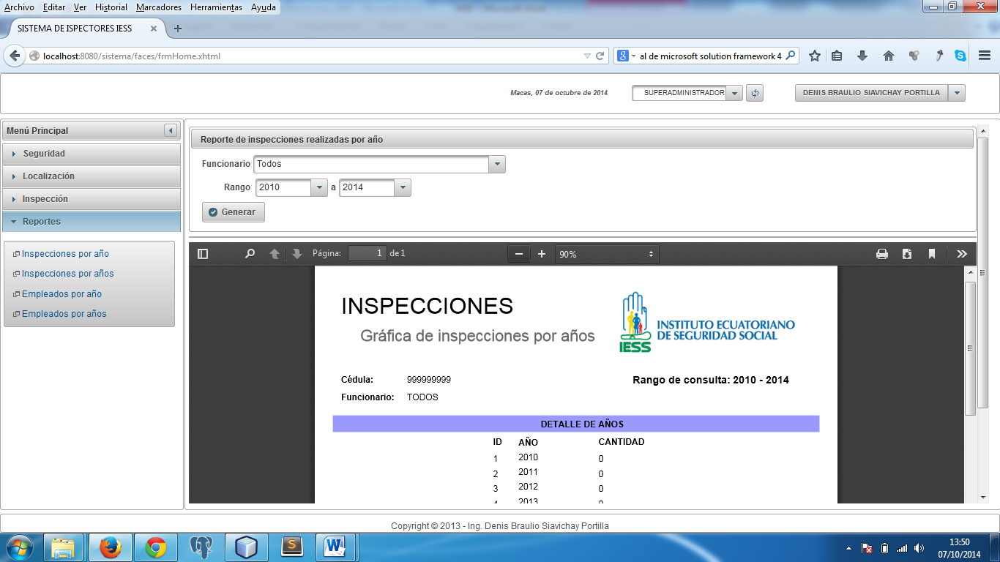 Archivo Editar Ver Historial Marcadores Herramientas Ayuda
SISTEMA DE ISPECTORES IESS
localhost:8080/sistema/faces/frmHome.xhtml
al de microsoft solution framework 4
Macas, 07 de octubre de 2014
SUPERADMINISTRADOR
DENIS BRAULIO SIAVICHAY PORTILLA
Menú Principal
Seguridad
Localización
Inspección
Reportes
Inspecciones por año
Inspecciones por años
Empleados por año
Empleados por años
Reporte de inspecciones realizadas por año
Funcionario Todos
Rango 2010 a 2014
Generar
Página: 1 de 1
90%
INSPECCIONES
Gráfica de inspecciones por años
IESS
INSTITUTO ECUATORIANO
DE SEGURIDAD SOCIAL
Cédula: 999999999
Rango de consulta: 2010 - 2014
Funcionario: TODOS
DETALLE DE AÑOS
ID AÑO CANTIDAD
1 2010 0
2 2011 0
3 2012 0
4 2013 0
Copyright © 2013 - Ing. Denis Braulio Siavichay Portilla
13:50
07/10/2014